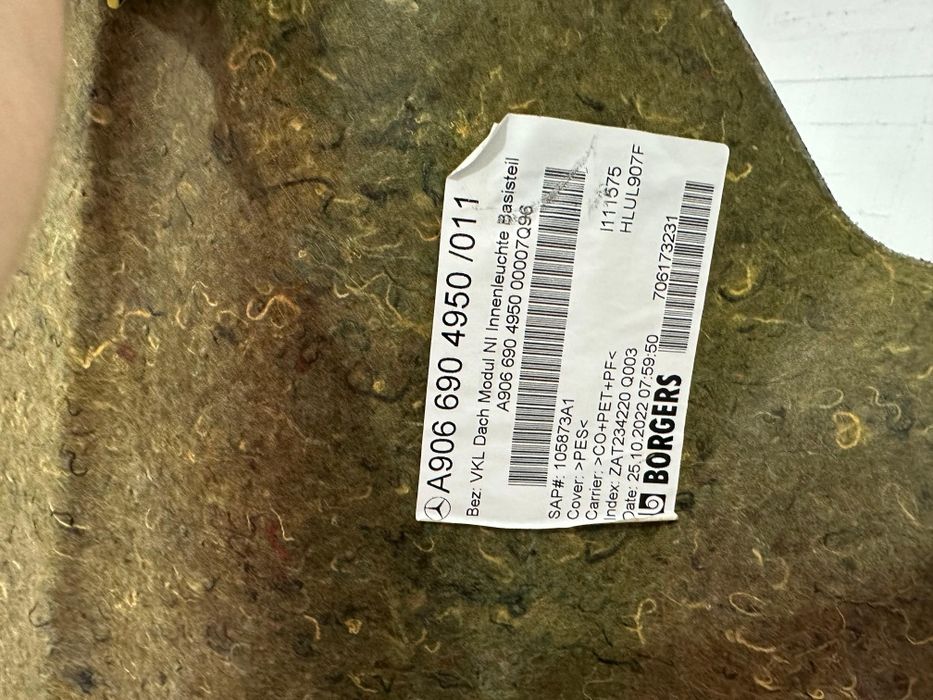 A906 690 4950 /011
Bez: VKL Dach Modul NI Innenleuchte Basisteil
A906 690 4950 00007Q96
SAP#: 105873A1
Cover: >PES<
Carrier: >CO+PET+PF<
Index: ZAT234220 Q003
Date: 25.10.2022 07:59:50
I111575
HLUL907F
706173231
BORGERS